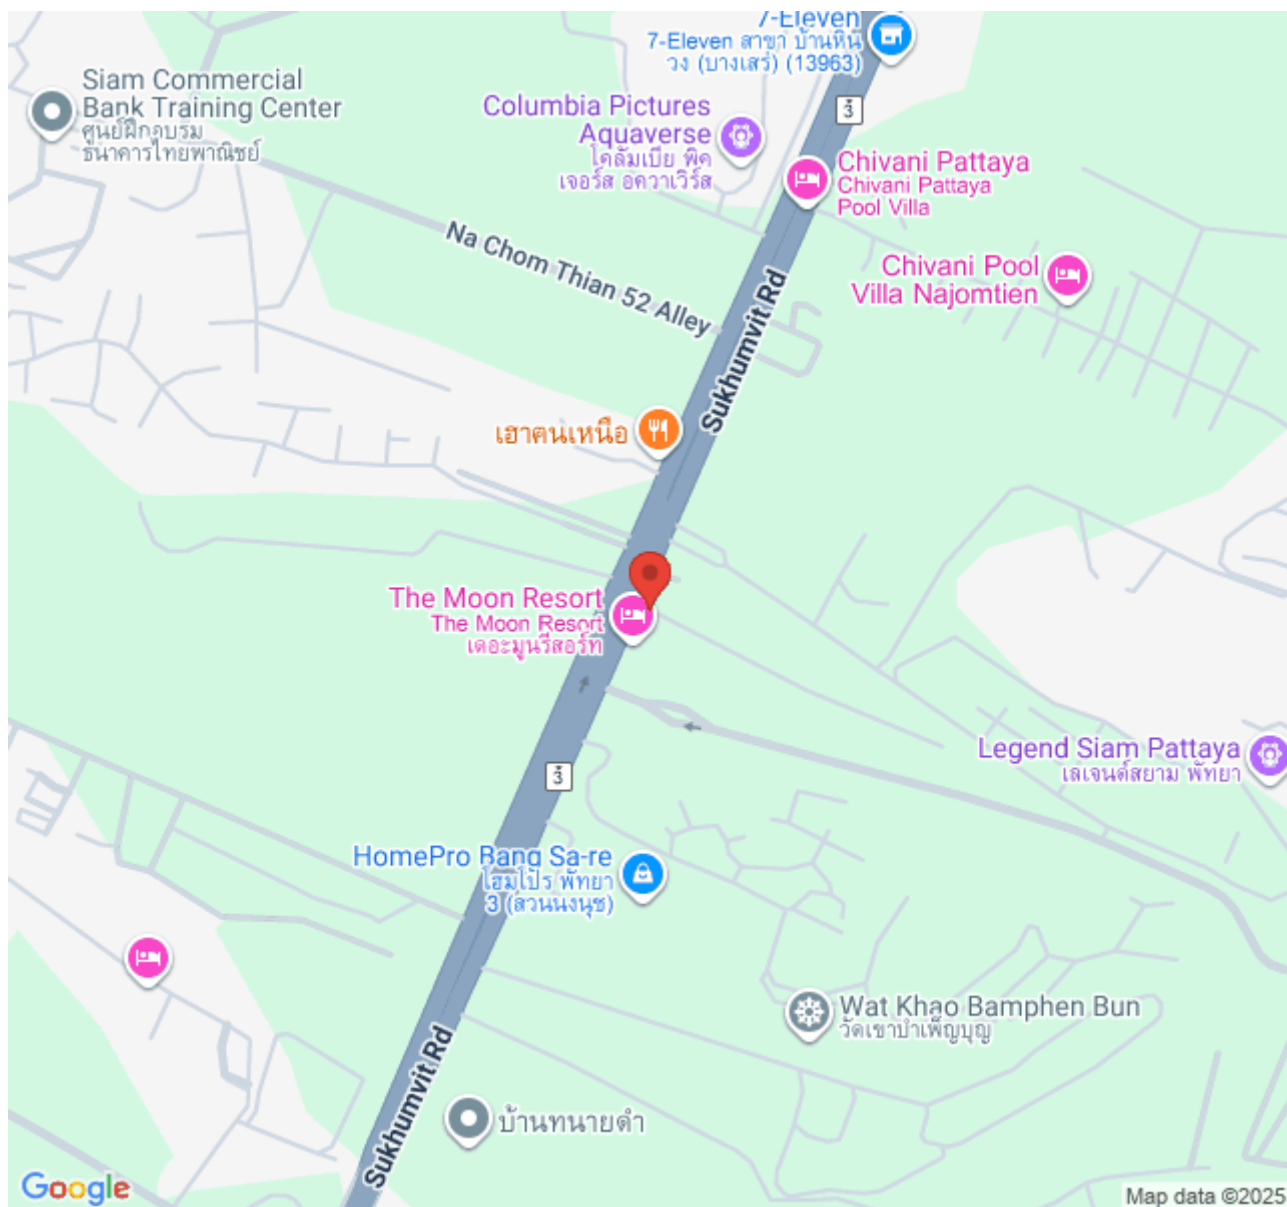 7-Eleven
7-Eleven สาขา บ้านหิน
วง (บางเสร่) (13963)
3
Siam Commercial
Bank Training Center
ศูนย์ฝึกอบรม
ธนาคารไทยพาณิชย์
Columbia Pictures
Aquaverse
โคลัมเบีย พิค
เจอร์ส อควาเวิร์ส
Chivani Pattaya
Chivani Pattaya
Pool Villa
Na Chom Thian 52 Alley
Chivani Pool
Villa Najomtien
Sukhumvit Rd
เฮาคนเหนือ
The Moon Resort
The Moon Resort
เดอะมูนรีสอร์ท
Legend Siam Pattaya
เลเจนด์สยาม พัทยา
3
HomePro Bang Sa-re
โฮมโปร พัทยา
3 (สวนนงนุช)
Wat Khao Bamphen Bun
วัดเขาบำเพ็ญบุญ
Sukhumvit Rd
บ้านทนายดำ
Google
Map data ©2025